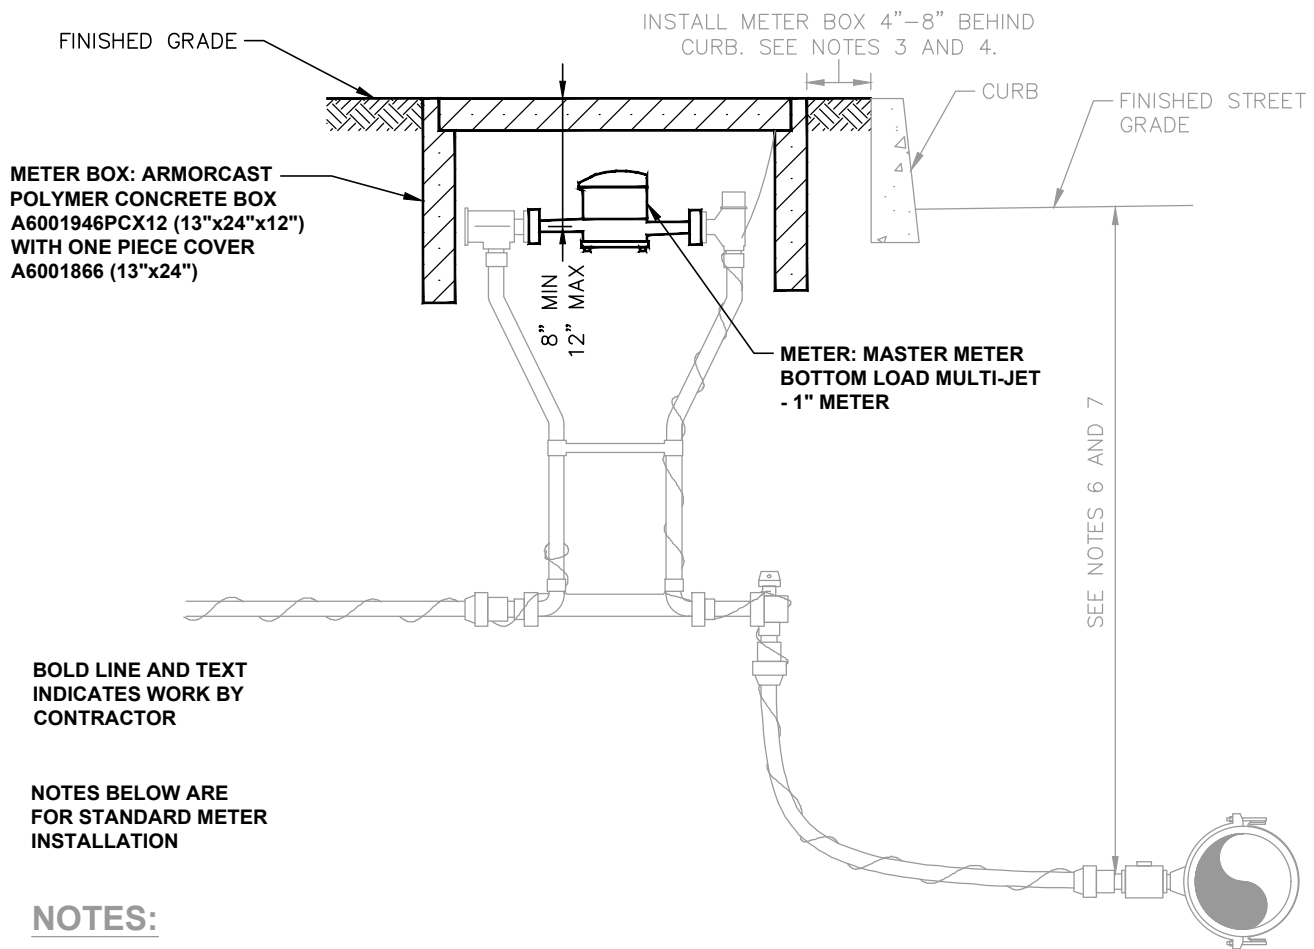 INSTALL METER BOX 4"-8" BEHIND
CURB. SEE NOTES 3 AND 4.
FINISHED GRADE
CURB
FINISHED STREET
GRADE
METER BOX: ARMORCAST
POLYMER CONCRETE BOX
A6001946PCX12 (13"x24"x12")
WITH ONE PIECE COVER
A6001866 (13"x24")
8" MIN
12" MAX
METER: MASTER METER
BOTTOM LOAD MULTI-JET
- 1" METER
SEE NOTES 6 AND 7
BOLD LINE AND TEXT
INDICATES WORK BY
CONTRACTOR
NOTES BELOW ARE
FOR STANDARD METER
INSTALLATION
NOTES: